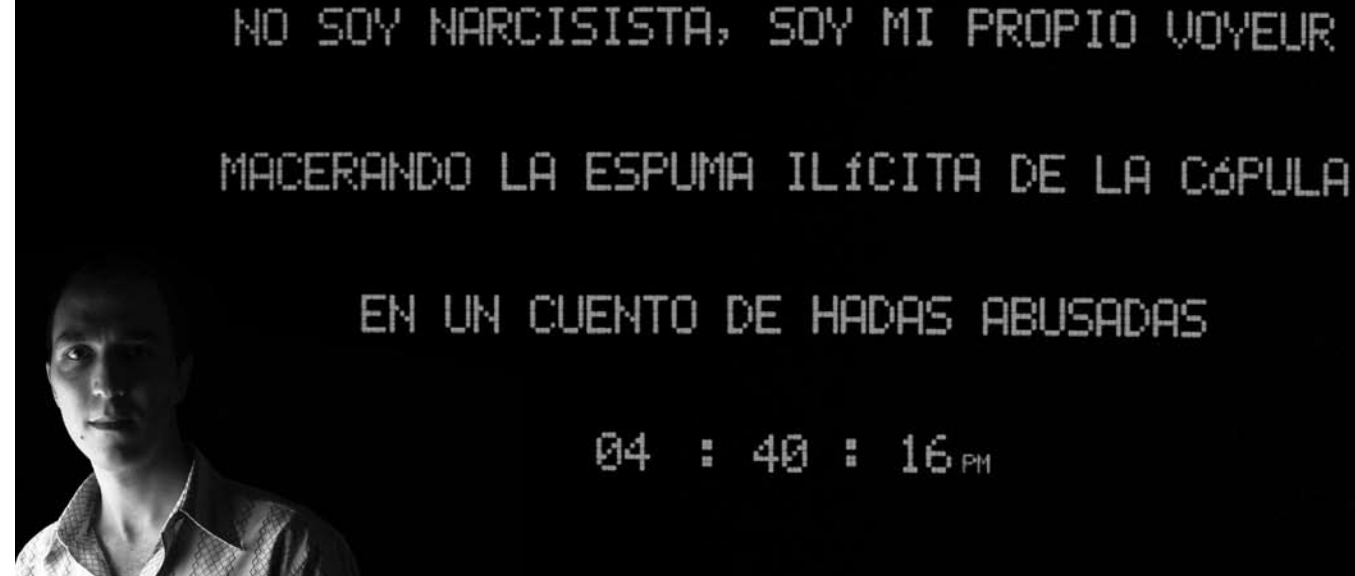 NO SOY NARCISISTA, SOY MI PROPIO VOYEUR
MACERANDO LA ESPUMA ILíCITA DE LA CóPULA
EN UN CUENTO DE HADAS ABUSADAS
04 : 40 : 16 PM